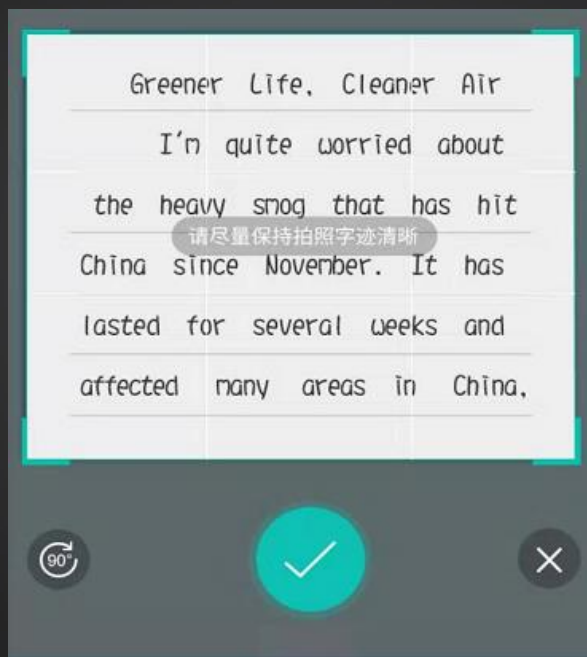 Greener Life, Cleaner Air
I'm quite worried about
the heavy smog that has hit
请尽量保持拍照字迹清晰
China since November. It has
lasted for several weeks and
affected many areas in China,
90°